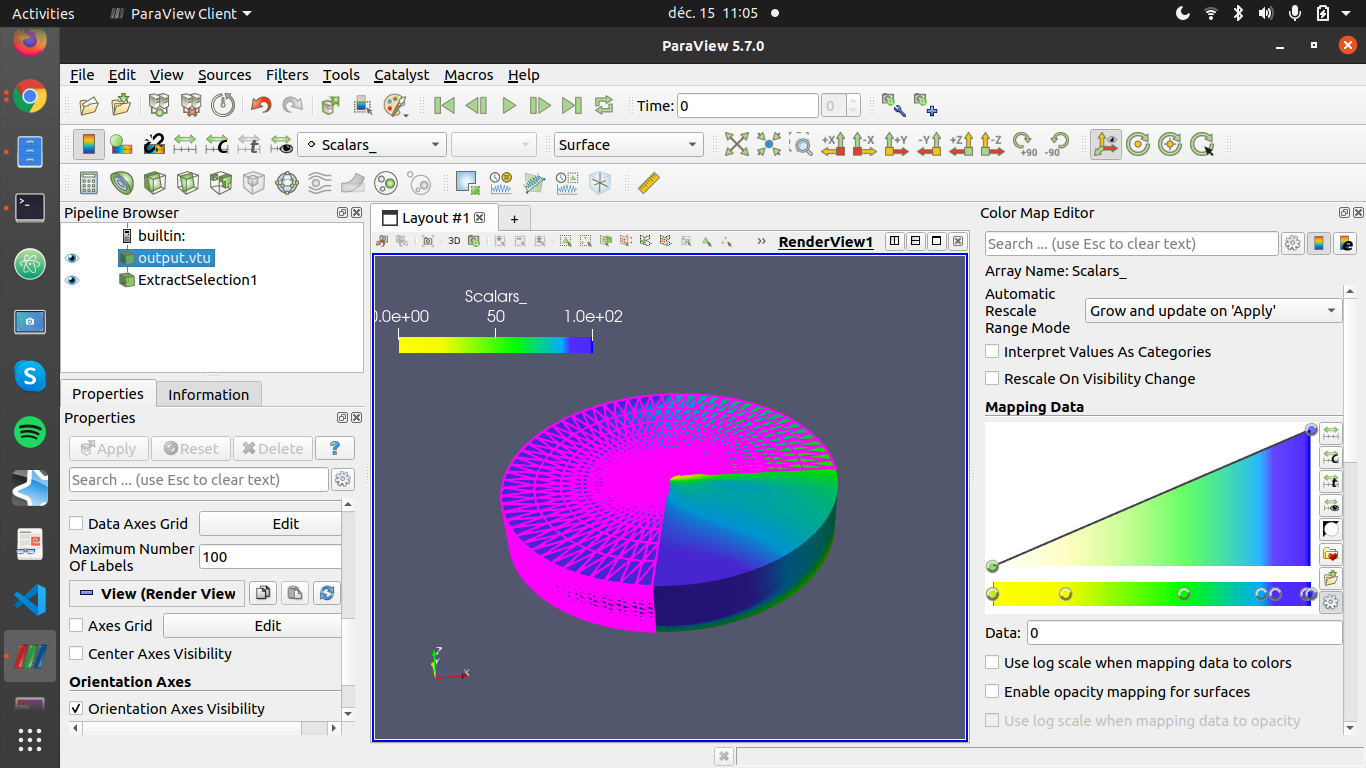 Activities ParaView Client déc. 15 11:05
ParaView 5.7.0
File Edit View Sources Filters Tools Catalyst Macros Help
Time: 0 0
Scalars_ Surface +X -X +Y -Y +Z -Z +90 -90
Pipeline Browser
builtin:
output.vtu
ExtractSelection1
Properties Information
Properties
Apply Reset Delete ?
Search ... (use Esc to clear text)
Data Axes Grid Edit
Maximum Number
Of Labels 100
View (Render View
Axes Grid Edit
Center Axes Visibility
Orientation Axes
Orientation Axes Visibility
Layout #1 +
3D RenderView1
Scalars_
0.0e+00 50 1.0e+02
Z
Y
X
Color Map Editor
Search ... (use Esc to clear text)
Array Name: Scalars_
Automatic
Rescale
Range Mode Grow and update on 'Apply'
Interpret Values As Categories
Rescale On Visibility Change
Mapping Data
Data: 0
Use log scale when mapping data to colors
Enable opacity mapping for surfaces
Use log scale when mapping data to opacity